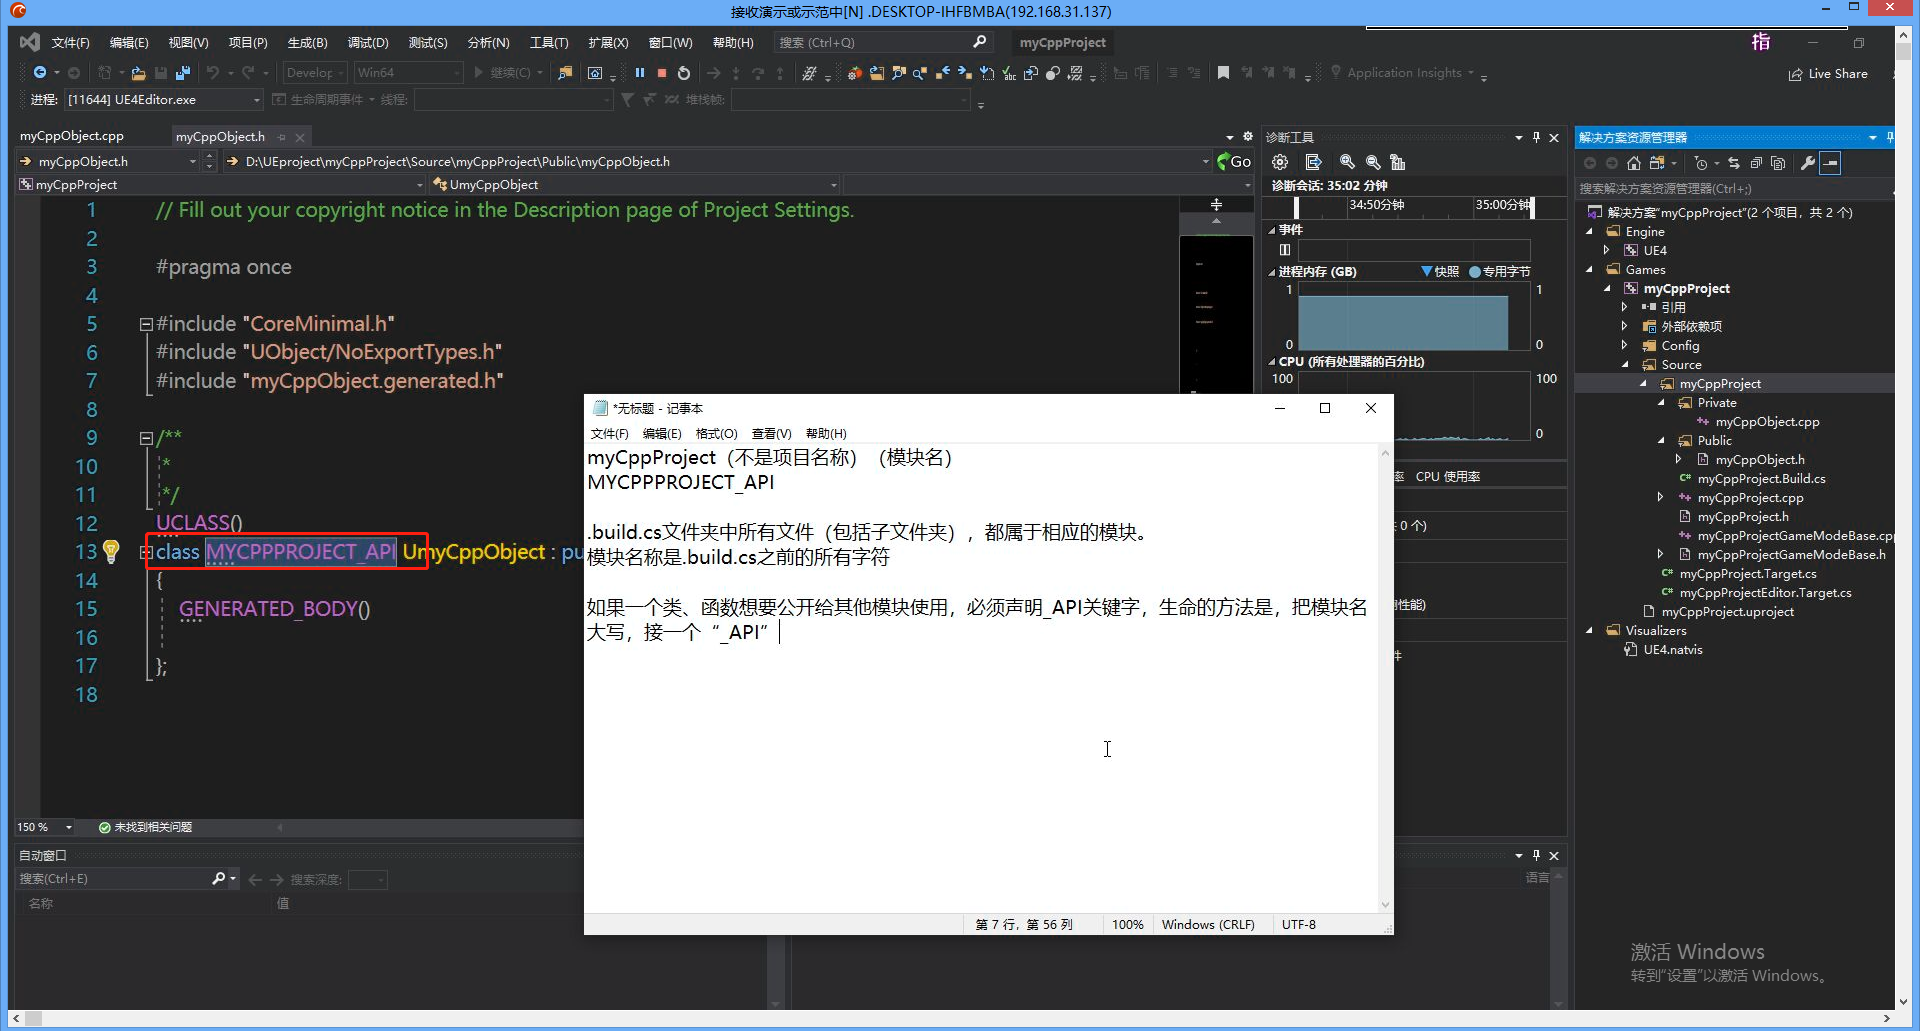 接收演示或示范中[N] .DESKTOP-IHFBMBA(192.168.31.137)
文件(F) 编辑(E) 视图(V) 项目(P) 生成(B) 调试(D) 测试(S) 分析(N) 工具(T) 扩展(X) 窗口(W) 帮助(H) 搜索 (Ctrl+Q) myCppProject 指
Develop Win64 继续(C) Application Insights Live Share
进程: [11644] UE4Editor.exe 生命周期事件 线程: 堆栈帧:
myCppObject.cpp myCppObject.h
myCppObject.h D:\UEproject\myCppProject\Source\myCppProject\Public\myCppObject.h Go
myCppProject UmyCppObject
1 // Fill out your copyright notice in the Description page of Project Settings.
2
3 #pragma once
4
5 #include "CoreMinimal.h"
6 #include "UObject/NoExportTypes.h"
7 #include "myCppObject.generated.h"
8
9 /**
10 *
11 */
12 UCLASS()
13 class MYCPPPROJECT_API UmyCppObject : pu
14 {
15 GENERATED_BODY()
16
17 };
18
150 % 未找到相关问题
自动窗口
搜索(Ctrl+E) 搜索深度:
名称 值
语言
*无标题 - 记事本
文件(F) 编辑(E) 格式(O) 查看(V) 帮助(H)
myCppProject（不是项目名称）（模块名）
MYCPPPROJECT_API
.build.cs文件夹中所有文件（包括子文件夹），都属于相应的模块。
模块名称是.build.cs之前的所有字符
如果一个类、函数想要公开给其他模块使用，必须声明_API关键字，生命的方法是，把模块名
大写，接一个“_API”
第 7 行，第 56 列 100% Windows (CRLF) UTF-8
诊断工具
诊断会话: 35:02 分钟
34:50分钟 35:00分钟
事件
进程内存 (GB) 快照 专用字节
1 1
0 0
CPU (所有处理器的百分比)
100 100
0
率 CPU 使用率
0 个)
性能)
件
解决方案资源管理器
搜索解决方案资源管理器(Ctrl+;)
解决方案"myCppProject"(2 个项目，共 2 个)
Engine
UE4
Games
myCppProject
引用
外部依赖项
Config
Source
myCppProject
Private
myCppObject.cpp
Public
myCppObject.h
myCppProject.Build.cs
myCppProject.cpp
myCppProject.h
myCppProjectGameModeBase.cpp
myCppProjectGameModeBase.h
myCppProject.Target.cs
myCppProjectEditor.Target.cs
myCppProject.uproject
Visualizers
UE4.natvis
激活 Windows
转到"设置"以激活 Windows。